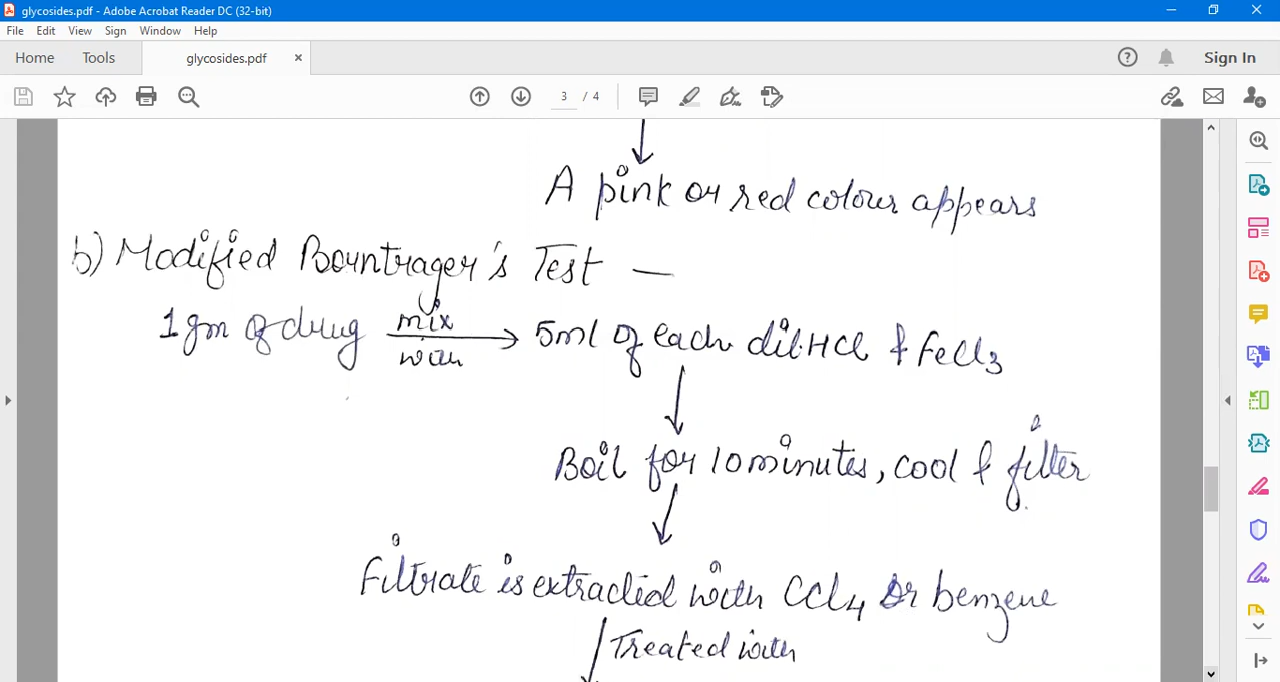 glycosides.pdf - Adobe Acrobat Reader DC (32-bit)
File Edit View Sign Window Help
Home Tools glycosides.pdf × Sign In
3 / 4
A pink or red colour appears
b) Modified Borntrager's Test —
1gm of drug mix with → 5ml of each dil.HCl & FeCl3
Boil for 10 minutes, cool & filter
Filtrate is extracted with CCl4 or benzene
Treated with